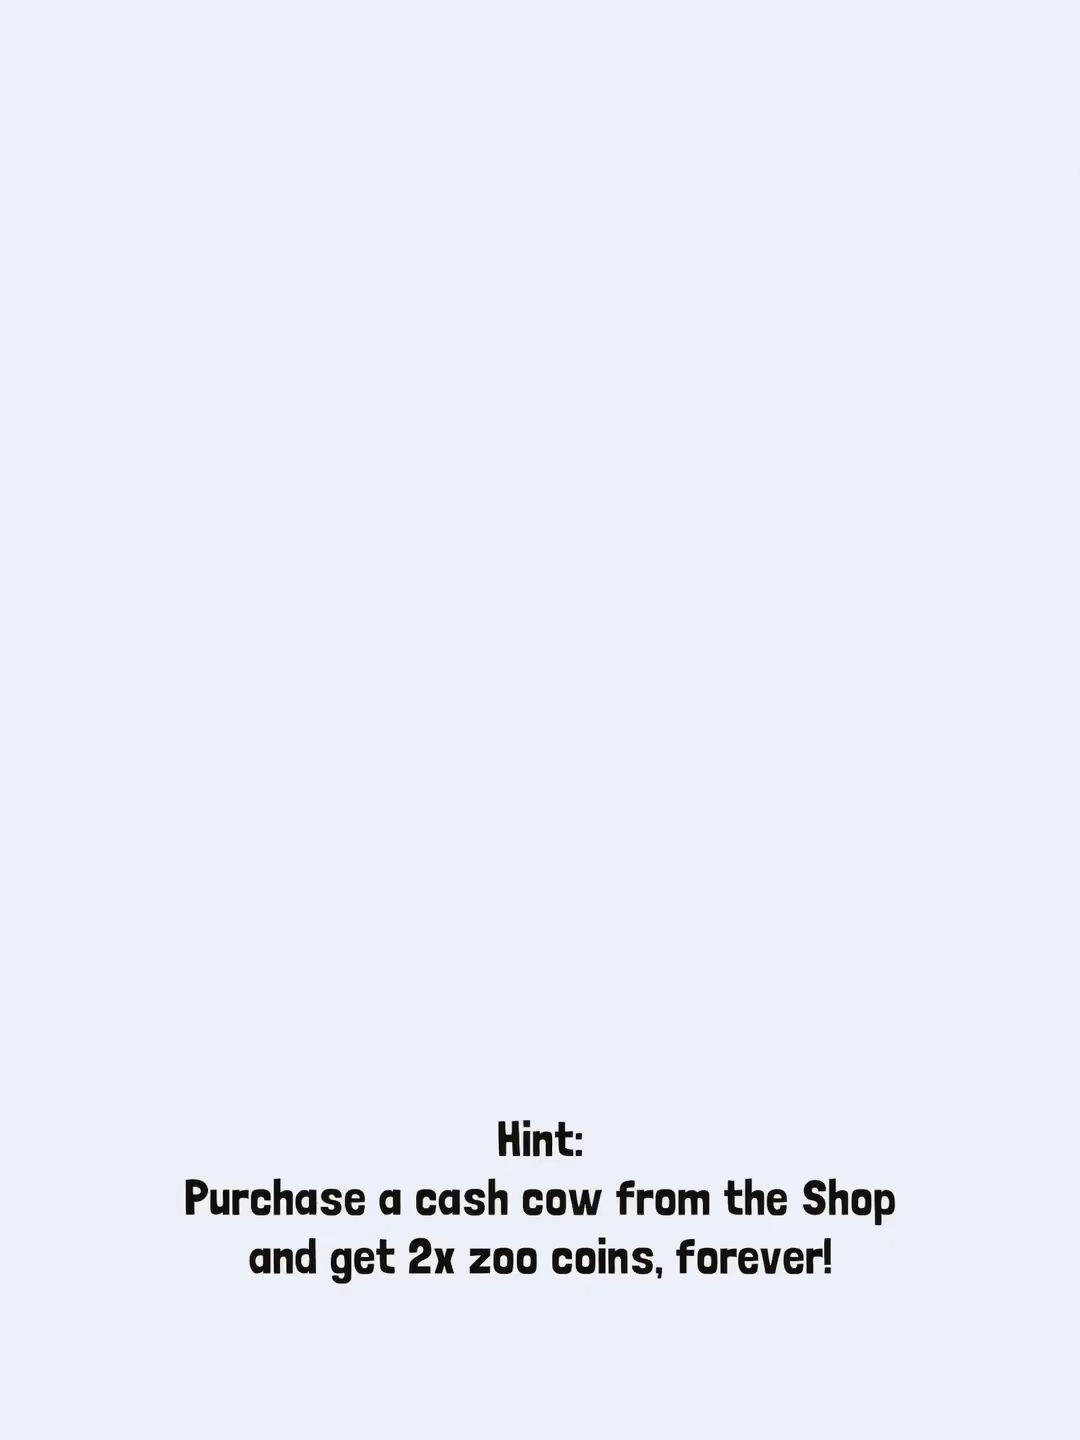 Hint:
Purchase a cash cow from the Shop
and get 2x zoo coins, forever!